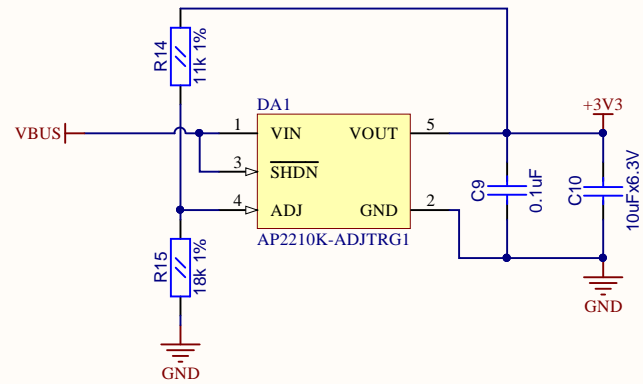 R14
11k 1%
DA1
+3V3
VBUS
1
VIN
VOUT
5
3
SHDN
4
ADJ
GND
2
C9
0.1uF
C10
10uFx6.3V
AP2210K-ADJTRG1
R15
18k 1%
GND
GND